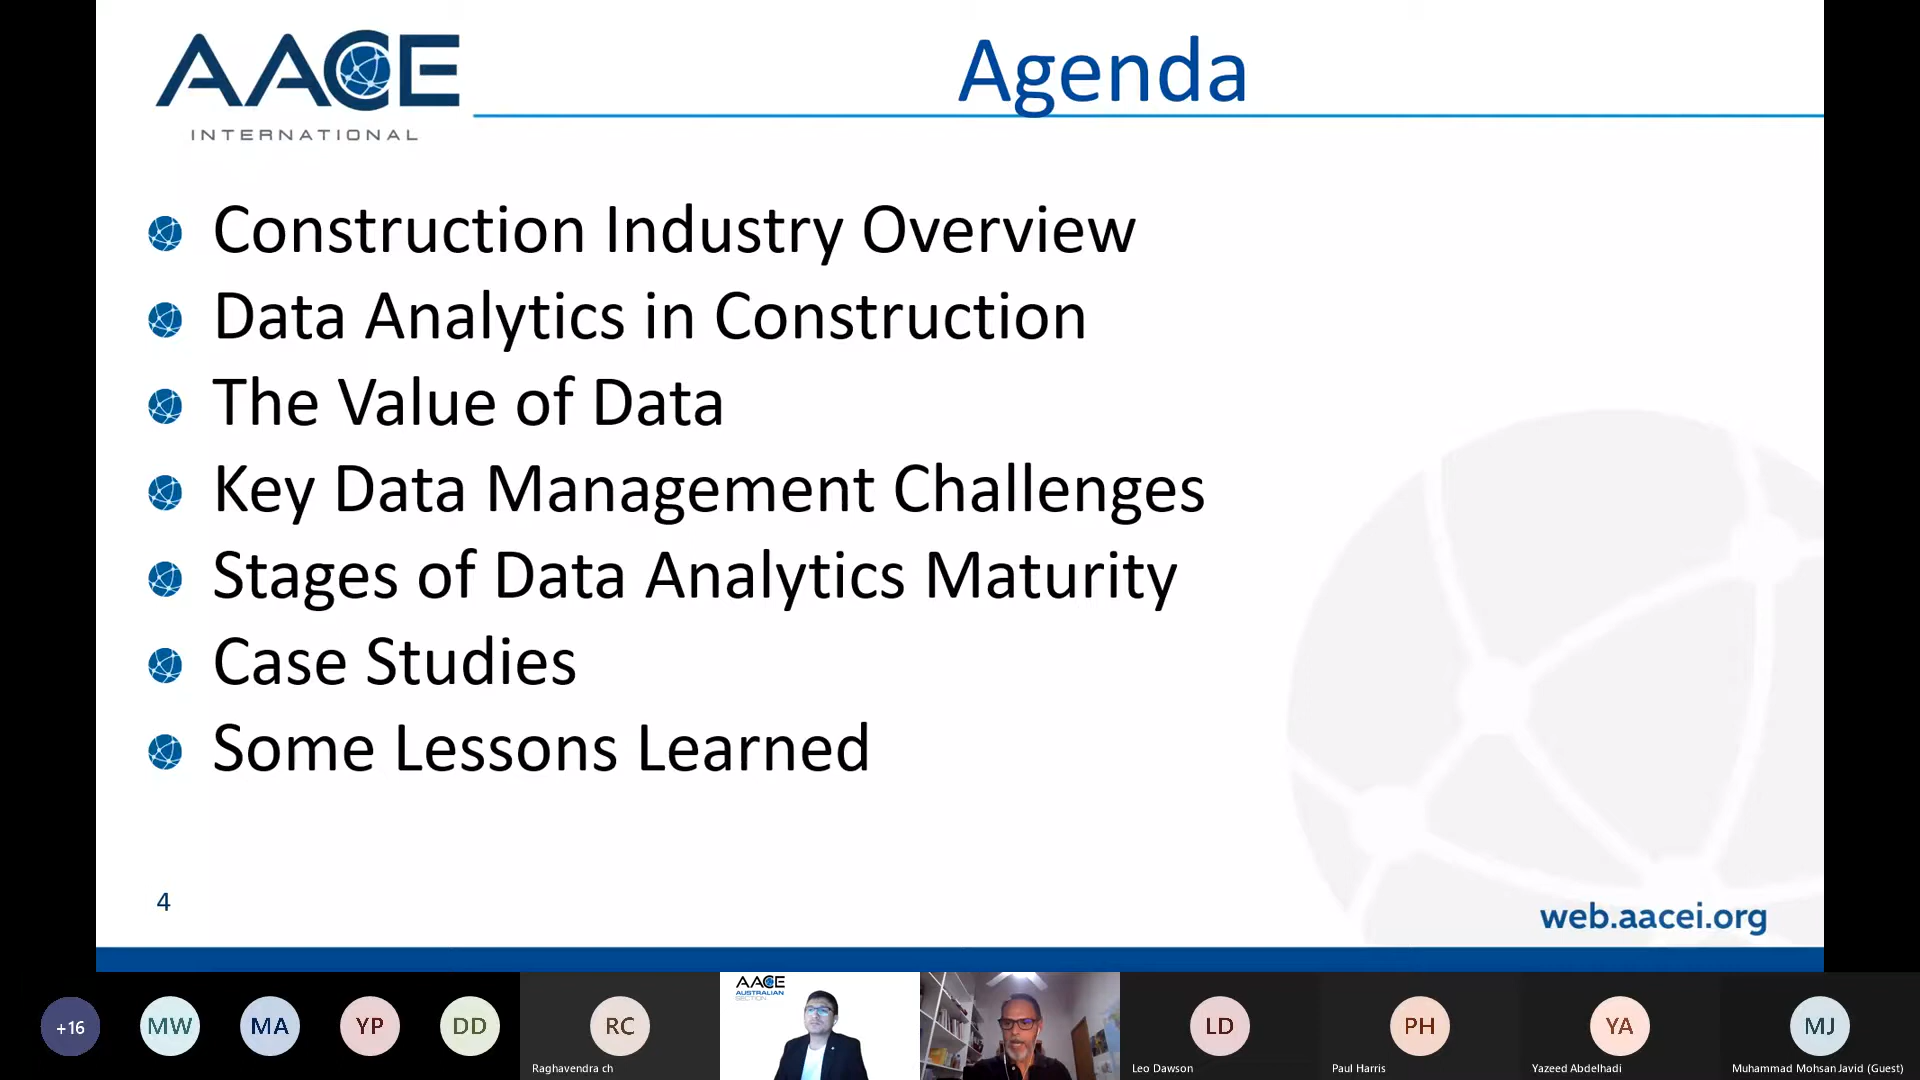 AACE
INTERNATIONAL
Agenda
Construction Industry Overview
Data Analytics in Construction
The Value of Data
Key Data Management Challenges
Stages of Data Analytics Maturity
Case Studies
Some Lessons Learned
4
web.aacei.org
+16
MW
MA
YP
DD
RC
Raghavendra ch
AACE
AUSTRALIAN
SECTION
LD
Leo Dawson
PH
Paul Harris
YA
Yazeed Abdelhadi
MJ
Muhammad Mohsan Javid (Guest)